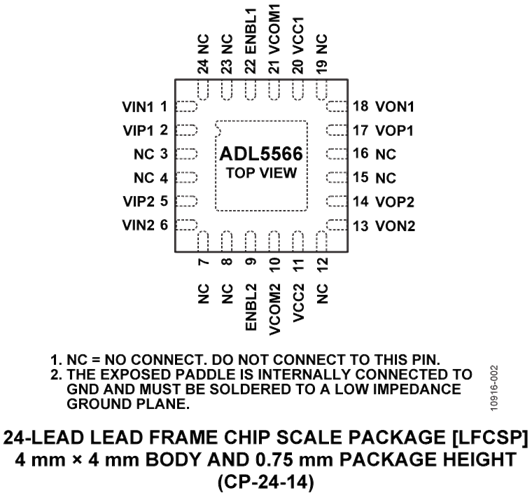 24 NC
23 NC
22 ENBL1
21 VCOM1
20 VCC1
19 NC
VIN1 1
VIP1 2
NC 3
NC 4
VIP2 5
VIN2 6
ADL5566
TOP VIEW
18 VON1
17 VOP1
16 NC
15 NC
14 VOP2
13 VON2
NC 7
NC 8
ENBL2 9
VCOM2 10
VCC2 11
NC 12
1. NC = NO CONNECT. DO NOT CONNECT TO THIS PIN.
2. THE EXPOSED PADDLE IS INTERNALLY CONNECTED TO
GND AND MUST BE SOLDERED TO A LOW IMPEDANCE
GROUND PLANE.
10916-002
24-LEAD LEAD FRAME CHIP SCALE PACKAGE [LFCSP]
4 mm × 4 mm BODY AND 0.75 mm PACKAGE HEIGHT
(CP-24-14)